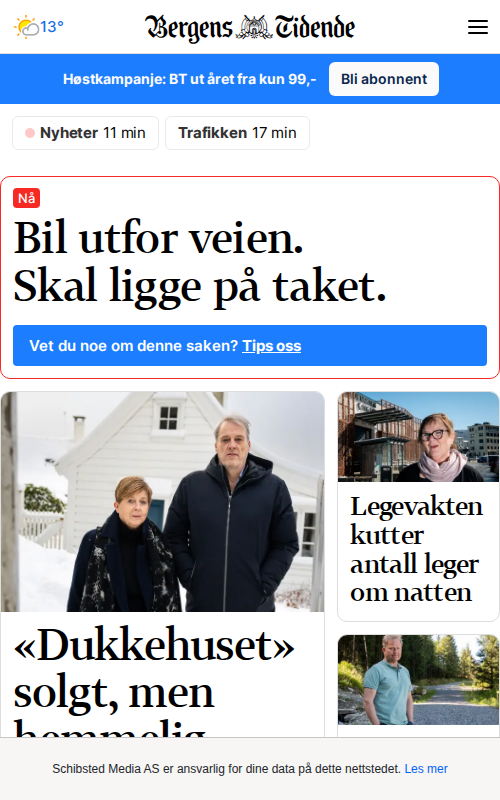 13°
Bergens Tidende
Høstkampanje: BT ut året fra kun 99,-
Bli abonnent
Nyheter 11 min
Trafikken 17 min
Nå
Bil utfor veien.
Skal ligge på taket.
Vet du noe om denne saken? Tips oss
«Dukkehuset»
solgt, men
hemmelig
Legevakten
kutter
antall leger
om natten
Schibsted Media AS er ansvarlig for dine data på dette nettstedet. Les mer